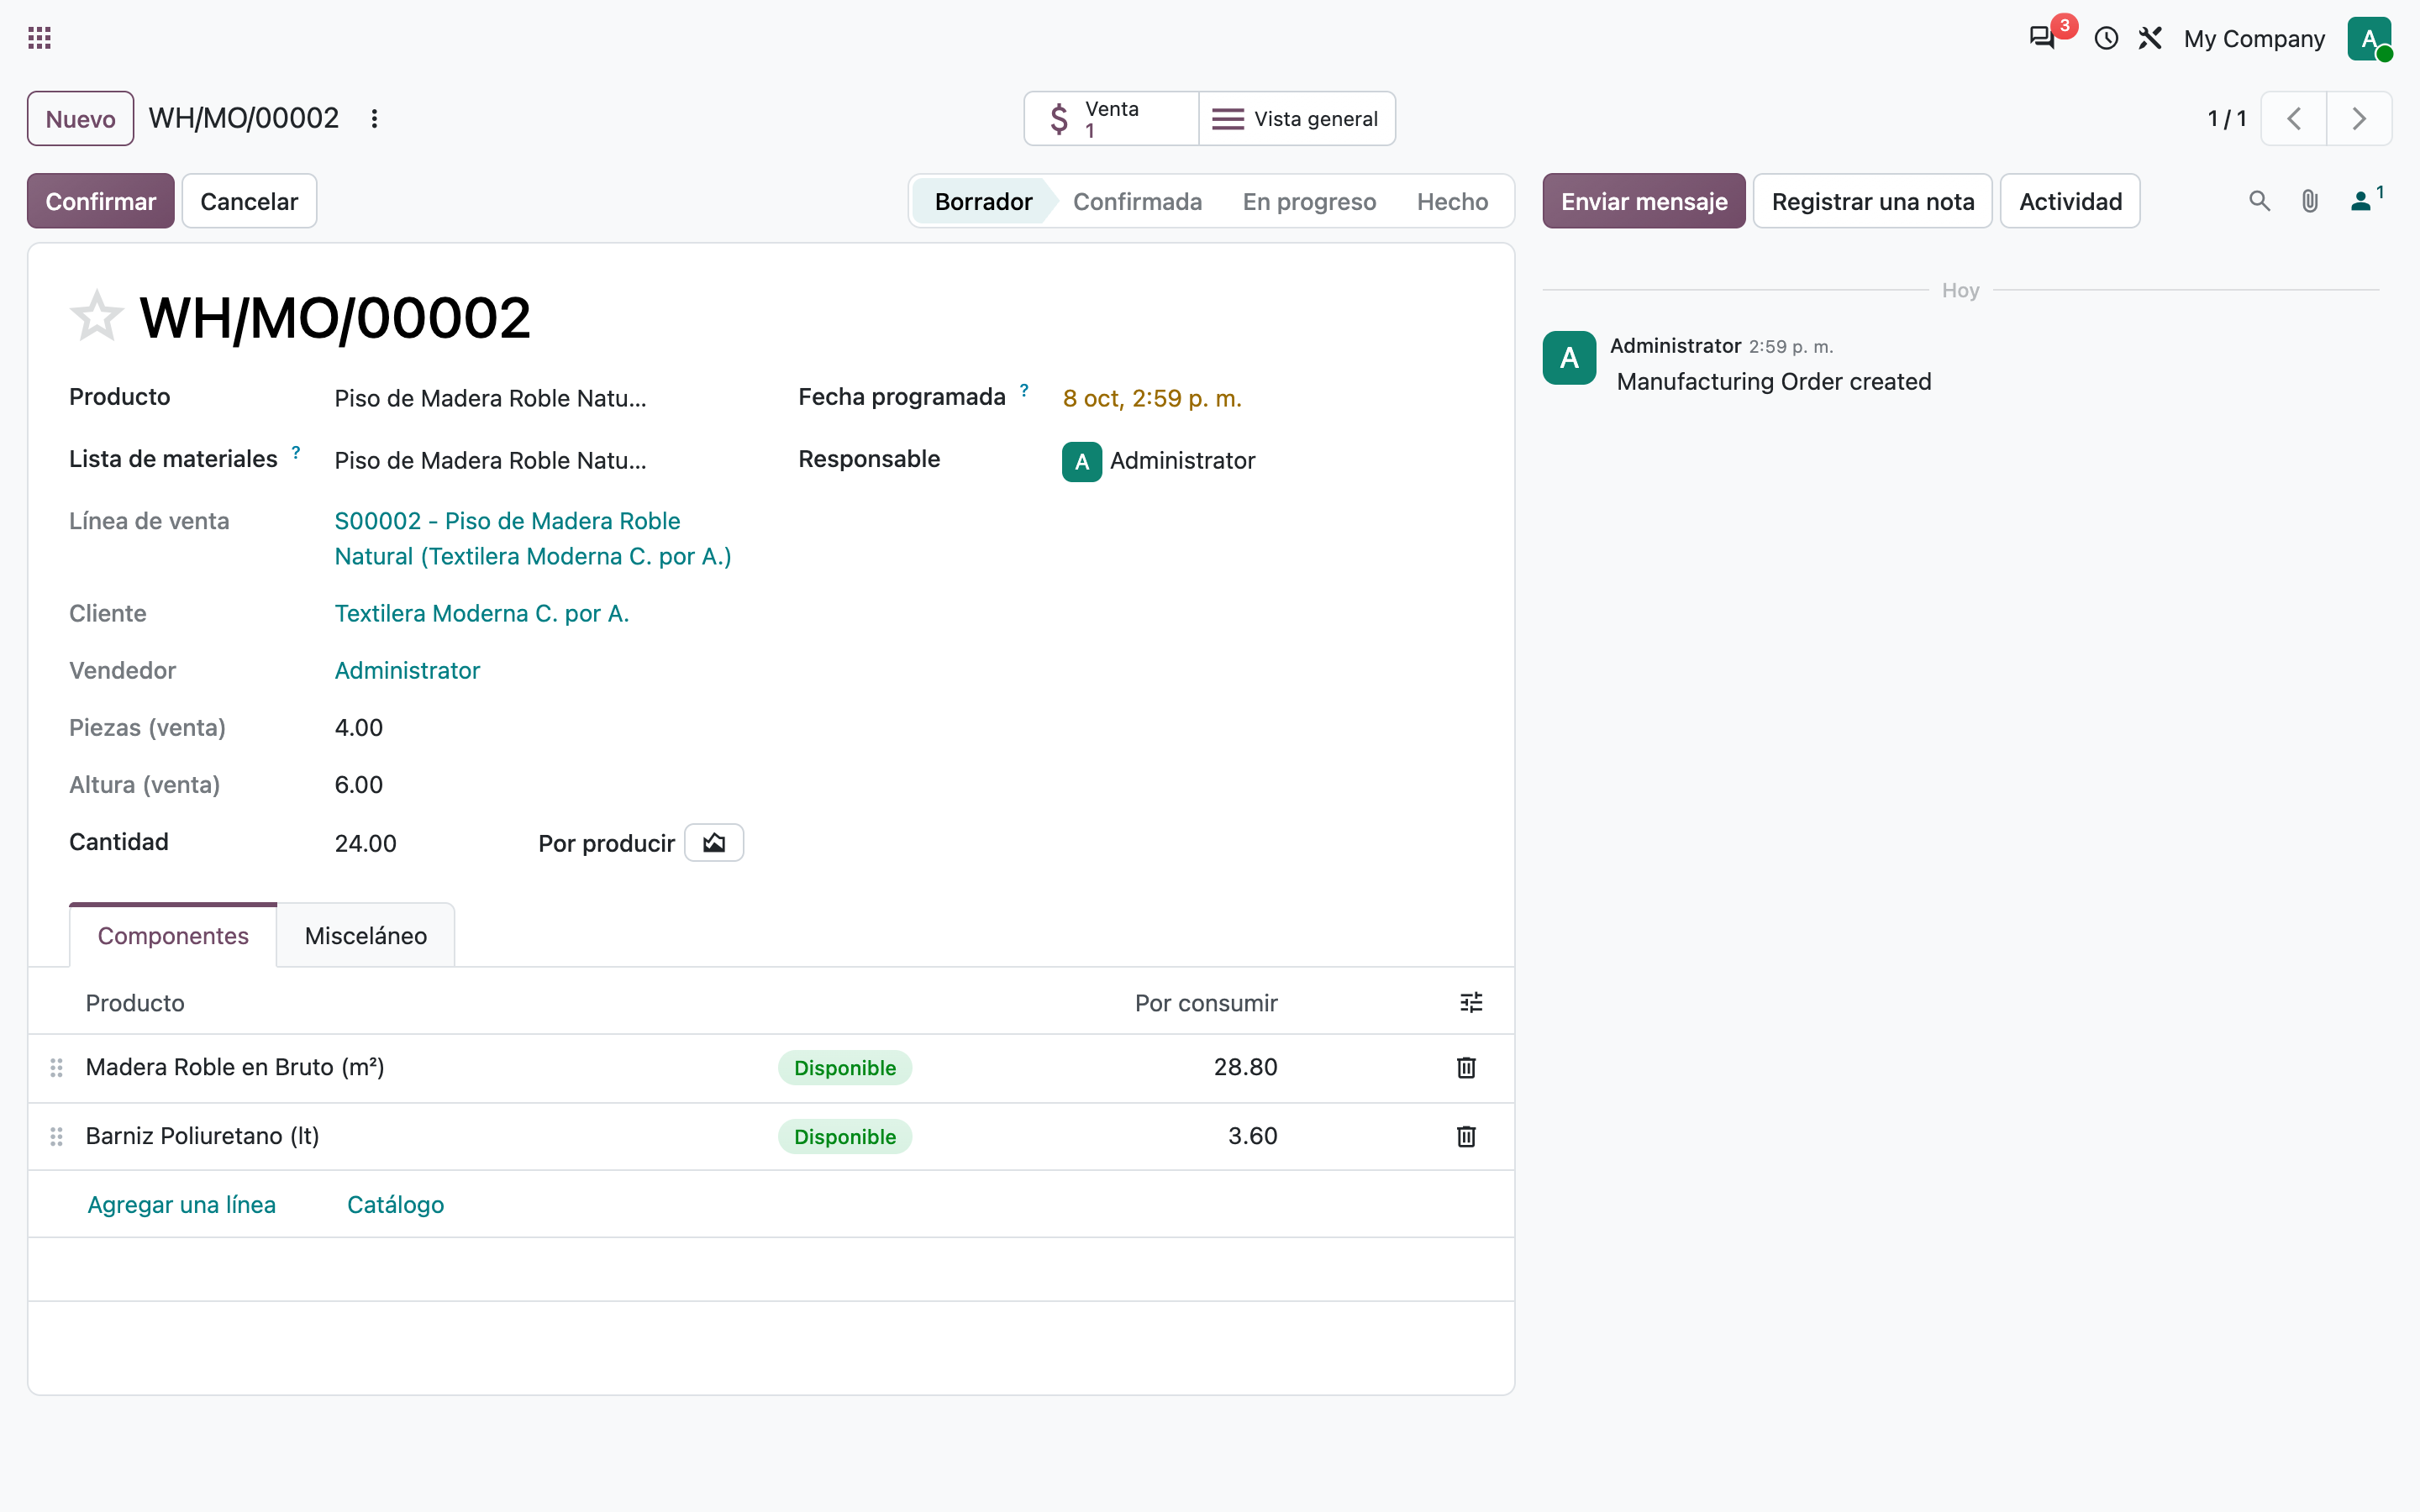 3
My Company
A
Nuevo
WH/MO/00002
Venta
1
Vista general
1 / 1
Confirmar
Cancelar
Borrador
Confirmada
En progreso
Hecho
Enviar mensaje
Registrar una nota
Actividad
1
WH/MO/00002
Producto
Piso de Madera Roble Natu...
Fecha programada ?
8 oct, 2:59 p. m.
Lista de materiales ?
Piso de Madera Roble Natu...
Responsable
A Administrator
Línea de venta
S00002 - Piso de Madera Roble
Natural (Textilera Moderna C. por A.)
Cliente
Textilera Moderna C. por A.
Vendedor
Administrator
Piezas (venta)
4.00
Altura (venta)
6.00
Cantidad
24.00
Por producir
Componentes
Misceláneo
Producto
Por consumir
Madera Roble en Bruto (m²)
Disponible
28.80
Barniz Poliuretano (lt)
Disponible
3.60
Agregar una línea
Catálogo
Hoy
A
Administrator 2:59 p. m.
Manufacturing Order created